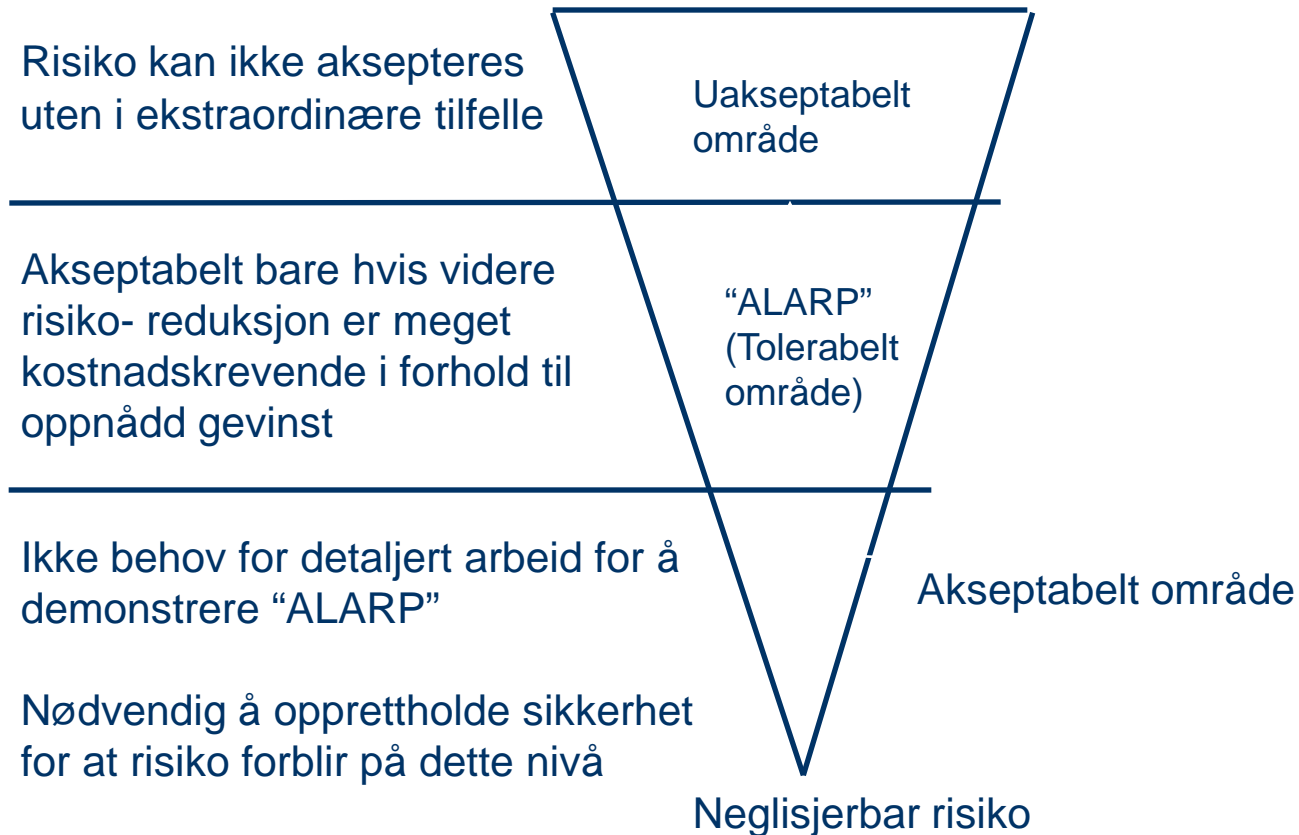 Risiko kan ikke aksepteres
uten i ekstraordinære tilfelle
Uakseptabelt
område
Akseptabelt bare hvis videre
risiko- reduksjon er meget
kostnadskrevende i forhold til
oppnådd gevinst
“ALARP”
(Tolerabelt
område)
Ikke behov for detaljert arbeid for å
demonstrere “ALARP”
Akseptabelt område
Nødvendig å opprettholde sikkerhet
for at risiko forblir på dette nivå
Neglisjerbar risiko